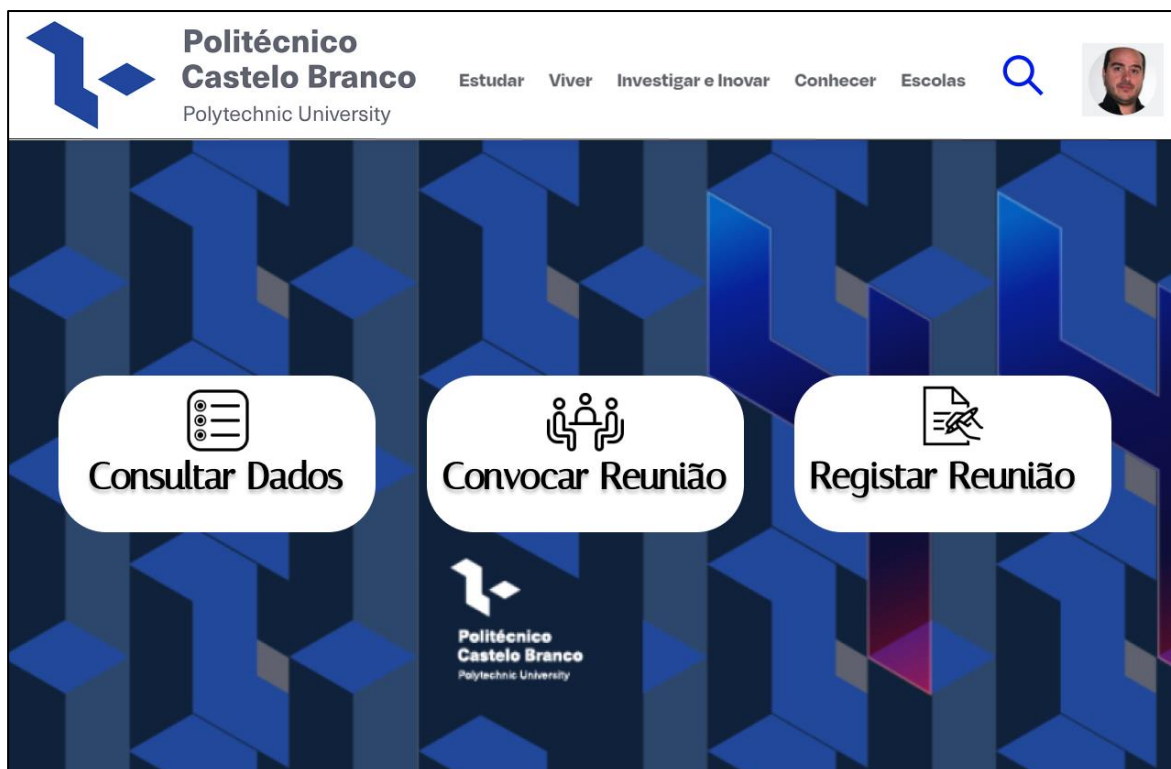 Politécnico
Castelo Branco
Polytechnic University
Estudar Viver Investigar e Inovar Conhecer Escolas
Consultar Dados
Convocar Reunião
Registar Reunião
Politécnico
Castelo Branco
Polytechnic University